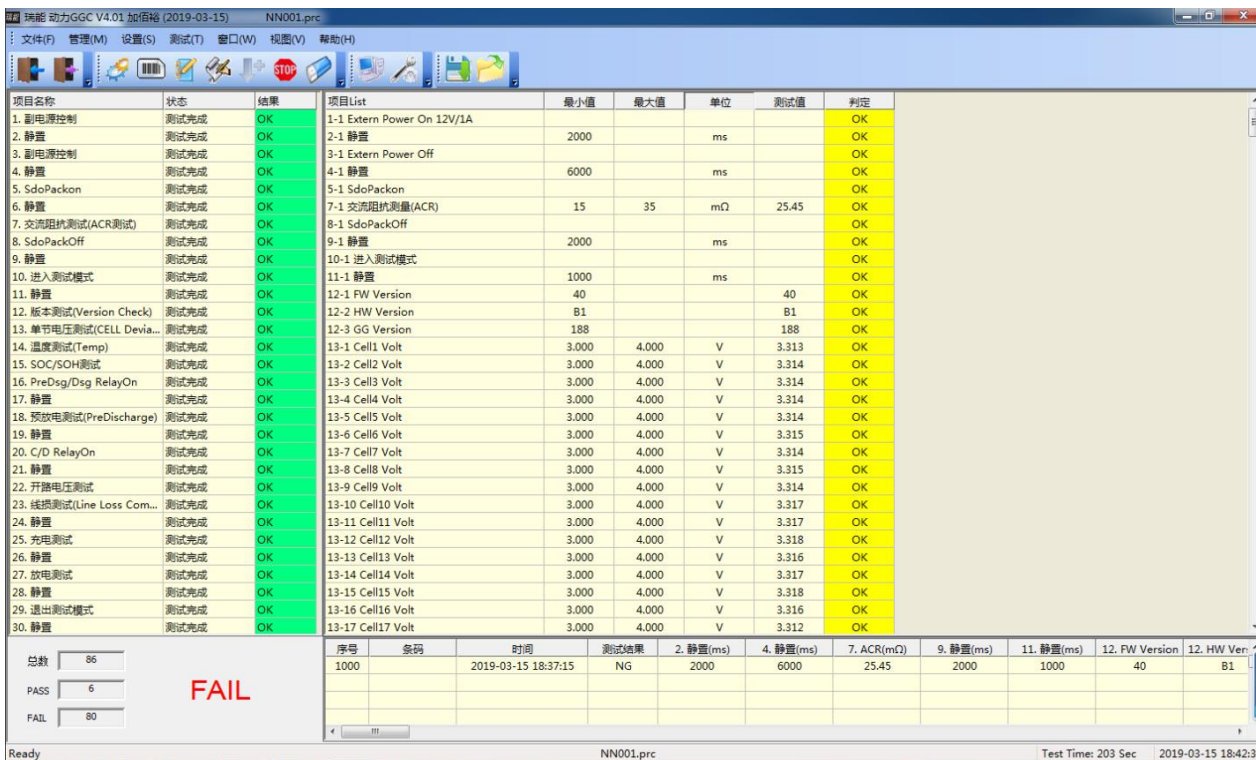 瑞能 动力GGC V4.01 加佰裕 (2019-03-15) NN001.prc
文件(F) 管理(M) 设置(S) 测试(T) 窗口(W) 视图(V) 帮助(H)
STOP
项目名称 状态 结果
1. 副电源控制 测试完成 OK
2. 静置 测试完成 OK
3. 副电源控制 测试完成 OK
4. 静置 测试完成 OK
5. SdoPackon 测试完成 OK
6. 静置 测试完成 OK
7. 交流阻抗测试(ACR测试) 测试完成 OK
8. SdoPackOff 测试完成 OK
9. 静置 测试完成 OK
10. 进入测试模式 测试完成 OK
11. 静置 测试完成 OK
12. 版本测试(Version Check) 测试完成 OK
13. 单节电压测试(CELL Devia... 测试完成 OK
14. 温度测试(Temp) 测试完成 OK
15. SOC/SOH测试 测试完成 OK
16. PreDsg/Dsg RelayOn 测试完成 OK
17. 静置 测试完成 OK
18. 预放电测试(PreDischarge) 测试完成 OK
19. 静置 测试完成 OK
20. C/D RelayOn 测试完成 OK
21. 静置 测试完成 OK
22. 开路电压测试 测试完成 OK
23. 线损测试(Line Loss Com... 测试完成 OK
24. 静置 测试完成 OK
25. 充电测试 测试完成 OK
26. 静置 测试完成 OK
27. 放电测试 测试完成 OK
28. 静置 测试完成 OK
29. 退出测试模式 测试完成 OK
30. 静置 测试完成 OK
项目List 最小值 最大值 单位 测试值 判定
1-1 Extern Power On 12V/1A OK
2-1 静置 2000 ms OK
3-1 Extern Power Off OK
4-1 静置 6000 ms OK
5-1 SdoPackon OK
7-1 交流阻抗测量(ACR) 15 35 mΩ 25.45 OK
8-1 SdoPackOff OK
9-1 静置 2000 ms OK
10-1 进入测试模式 OK
11-1 静置 1000 ms OK
12-1 FW Version 40 40 OK
12-2 HW Version B1 B1 OK
12-3 GG Version 188 188 OK
13-1 Cell1 Volt 3.000 4.000 V 3.313 OK
13-2 Cell2 Volt 3.000 4.000 V 3.314 OK
13-3 Cell3 Volt 3.000 4.000 V 3.314 OK
13-4 Cell4 Volt 3.000 4.000 V 3.314 OK
13-5 Cell5 Volt 3.000 4.000 V 3.314 OK
13-6 Cell6 Volt 3.000 4.000 V 3.315 OK
13-7 Cell7 Volt 3.000 4.000 V 3.314 OK
13-8 Cell8 Volt 3.000 4.000 V 3.315 OK
13-9 Cell9 Volt 3.000 4.000 V 3.314 OK
13-10 Cell10 Volt 3.000 4.000 V 3.317 OK
13-11 Cell11 Volt 3.000 4.000 V 3.317 OK
13-12 Cell12 Volt 3.000 4.000 V 3.318 OK
13-13 Cell13 Volt 3.000 4.000 V 3.316 OK
13-14 Cell14 Volt 3.000 4.000 V 3.317 OK
13-15 Cell15 Volt 3.000 4.000 V 3.318 OK
13-16 Cell16 Volt 3.000 4.000 V 3.316 OK
13-17 Cell17 Volt 3.000 4.000 V 3.312 OK
总数 86
PASS 6
FAIL 80
FAIL
序号 条码 时间 测试结果 2. 静置(ms) 4. 静置(ms) 7. ACR(mΩ) 9. 静置(ms) 11. 静置(ms) 12. FW Version 12. HW Ver
1000 2019-03-15 18:37:15 NG 2000 6000 25.45 2000 1000 40 B1
Ready NN001.prc Test Time: 203 Sec 2019-03-15 18:42:3